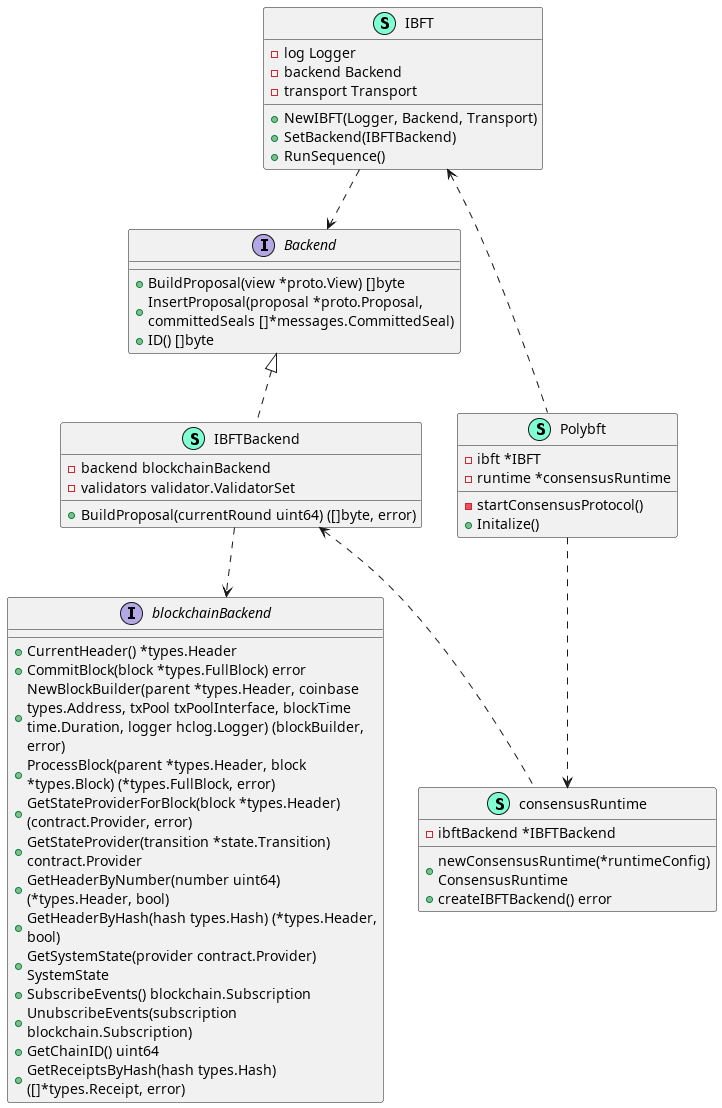 S IBFT
log Logger
backend Backend
transport Transport
NewIBFT(Logger, Backend, Transport)
SetBackend(IBFTBackend)
RunSequence()
I Backend
BuildProposal(view *proto.View) []byte
InsertProposal(proposal *proto.Proposal,
committedSeals []*messages.CommittedSeal)
ID() []byte
S IBFTBackend
backend blockchainBackend
validators validator.ValidatorSet
BuildProposal(currentRound uint64) ([]byte, error)
S Polybft
ibft *IBFT
runtime *consensusRuntime
startConsensusProtocol()
Initalize()
I blockchainBackend
CurrentHeader() *types.Header
CommitBlock(block *types.FullBlock) error
NewBlockBuilder(parent *types.Header, coinbase
types.Address, txPool txPoolInterface, blockTime
time.Duration, logger hclog.Logger) (blockBuilder,
error)
ProcessBlock(parent *types.Header, block
*types.Block) (*types.FullBlock, error)
GetStateProviderForBlock(block *types.Header)
(contract.Provider, error)
GetStateProvider(transition *state.Transition)
contract.Provider
GetHeaderByNumber(number uint64)
(*types.Header, bool)
GetHeaderByHash(hash types.Hash) (*types.Header,
bool)
GetSystemState(provider contract.Provider)
SystemState
SubscribeEvents() blockchain.Subscription
UnubscribeEvents(subscription
blockchain.Subscription)
GetChainID() uint64
GetReceiptsByHash(hash types.Hash)
([]*types.Receipt, error)
S consensusRuntime
ibftBackend *IBFTBackend
newConsensusRuntime(*runtimeConfig)
ConsensusRuntime
createIBFTBackend() error